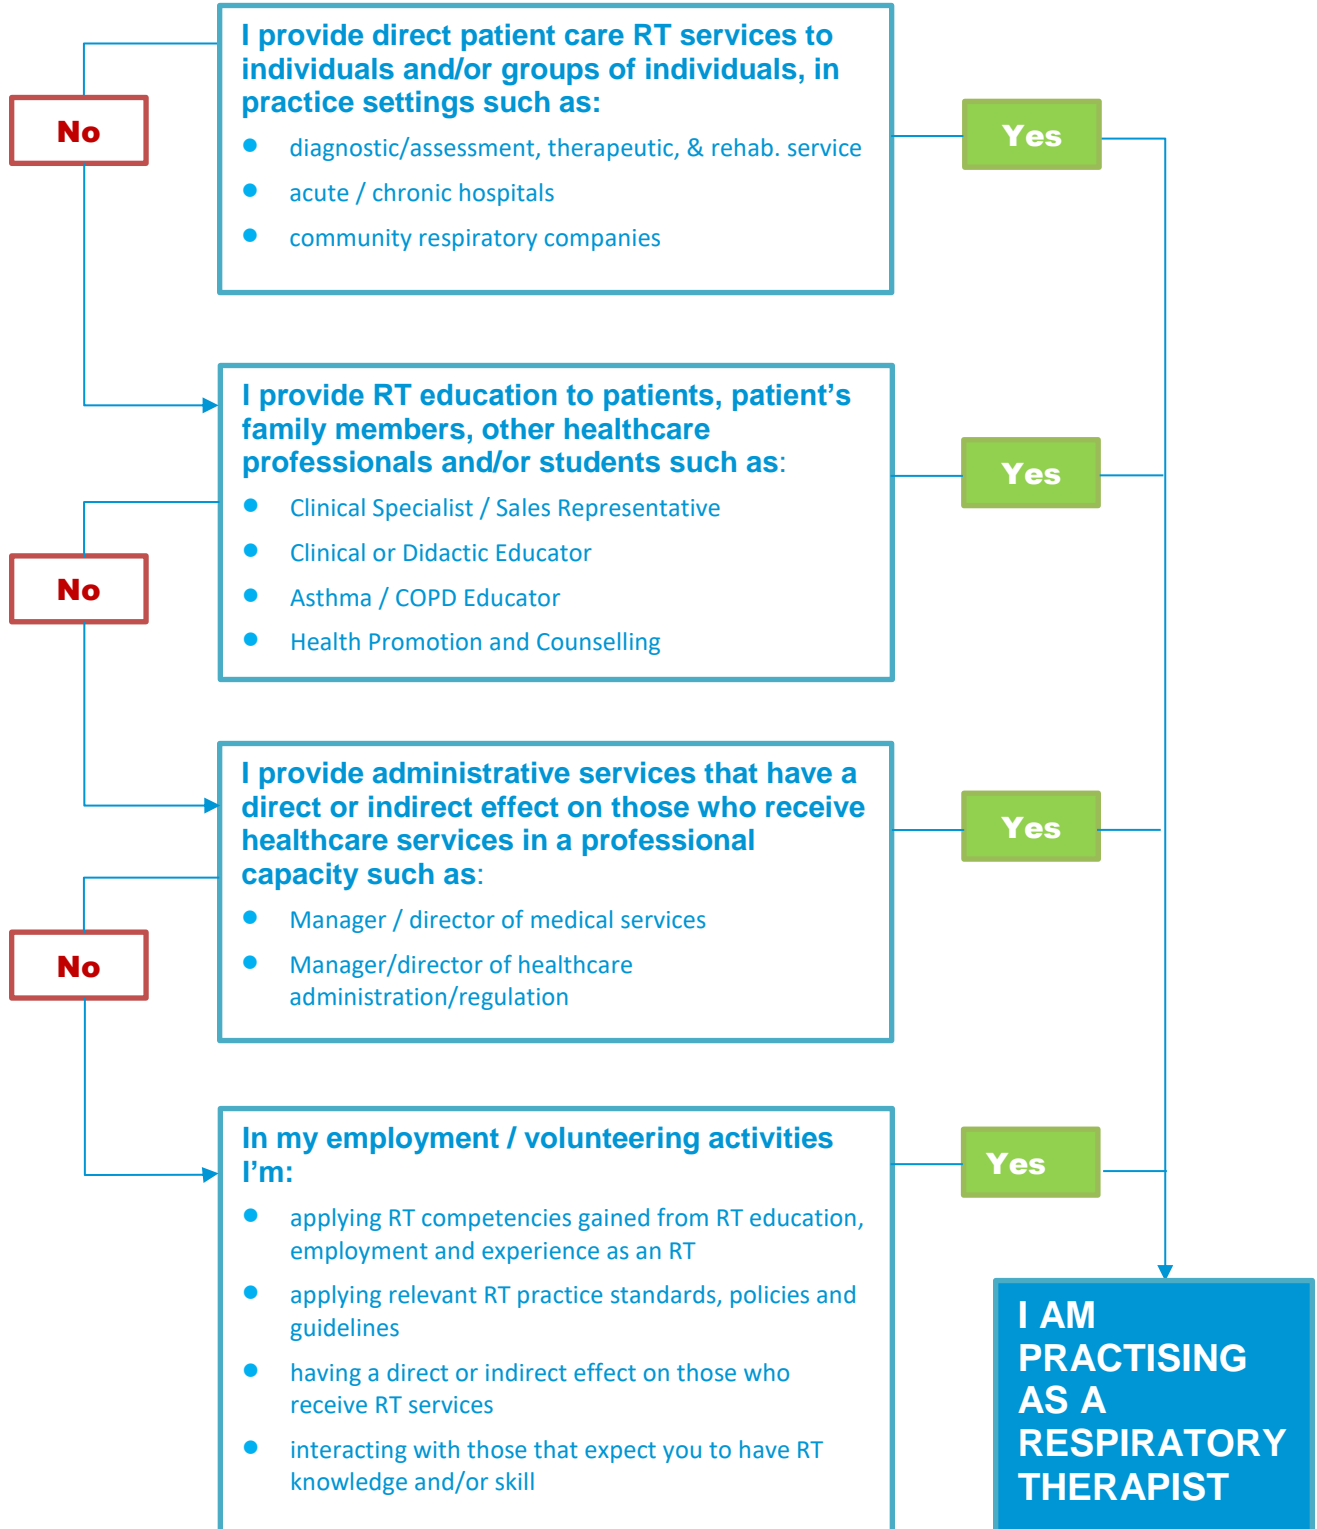 I provide direct patient care RT services to
individuals and/or groups of individuals, in
practice settings such as:
No
Yes
diagnostic/assessment, therapeutic, & rehab. service
acute / chronic hospitals
community respiratory companies
I provide RT education to patients, patient’s
family members, other healthcare
professionals and/or students such as:
Yes
Clinical Specialist / Sales Representative
Clinical or Didactic Educator
No
Asthma / COPD Educator
Health Promotion and Counselling
I provide administrative services that have a
direct or indirect effect on those who receive
healthcare services in a professional
capacity such as:
Yes
Manager / director of medical services
No
Manager/director of healthcare
administration/regulation
In my employment / volunteering activities
I’m:
Yes
applying RT competencies gained from RT education,
employment and experience as an RT
applying relevant RT practice standards, policies and
guidelines
having a direct or indirect effect on those who
receive RT services
interacting with those that expect you to have RT
knowledge and/or skill
I AM
PRACTISING
AS A
RESPIRATORY
THERAPIST